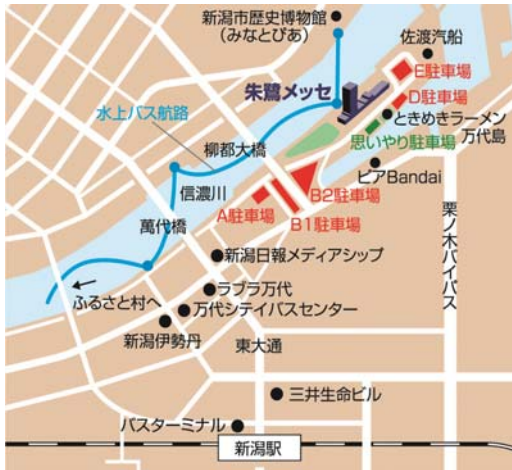 新潟市歴史博物館
(みなとぴあ)
佐渡汽船
E駐車場
朱鷺メッセ
D駐車場
ときめきラーメン
万代島
水上バス航路
思いやり駐車場
柳都大橋
ピアBandai
信濃川
B2駐車場
A駐車場
B1駐車場
栗ノ木バイパス
萬代橋
新潟日報メディアシップ
ふるさと村へ
ラブラ万代
万代シテイバスセンター
新潟伊勢丹
東大通
三井生命ビル
バスターミナル
新潟駅